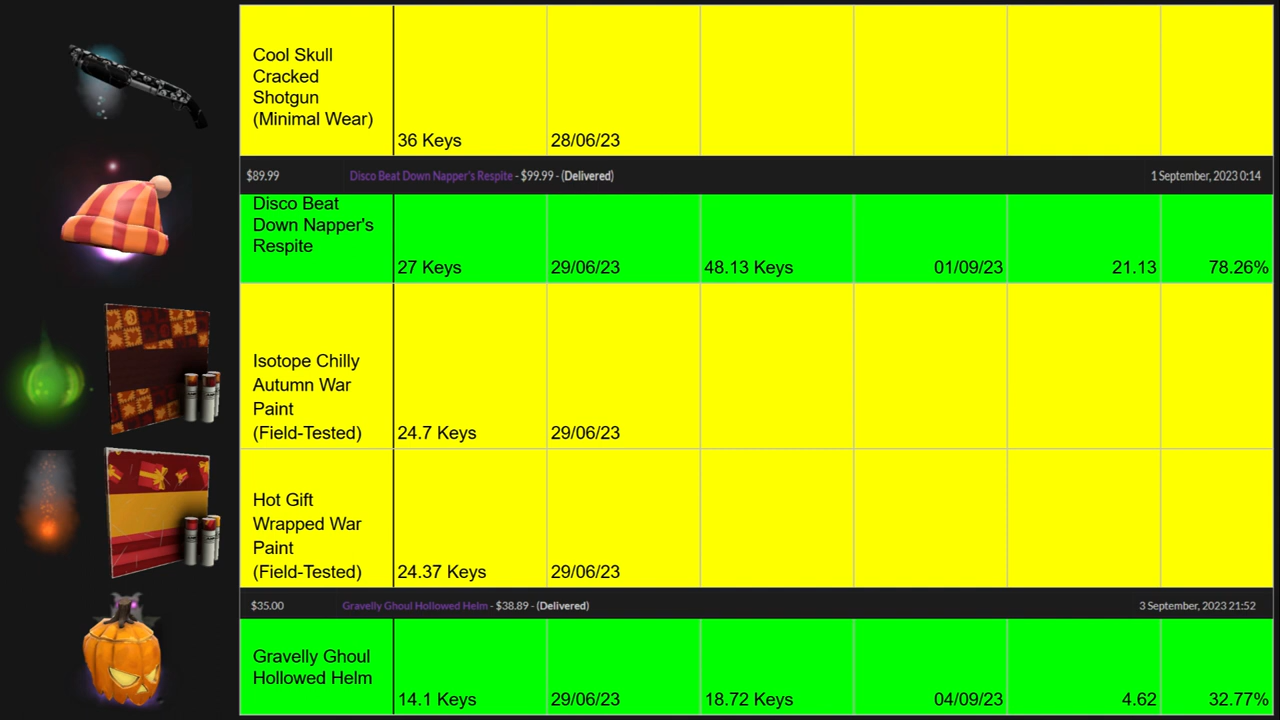 Cool Skull
Cracked
Shotgun
(Minimal Wear)
36 Keys
28/06/23
$89.99
Disco Beat Down Napper's Respite - $99.99 - (Delivered)
1 September, 2023 0:14
Disco Beat
Down Napper's
Respite
27 Keys
29/06/23
48.13 Keys
01/09/23
21.13
78.26%
Isotope Chilly
Autumn War
Paint
(Field-Tested)
24.7 Keys
29/06/23
Hot Gift
Wrapped War
Paint
(Field-Tested)
24.37 Keys
29/06/23
$35.00
Gravelly Ghoul Hollowed Helm - $38.89 - (Delivered)
3 September, 2023 21:52
Gravelly Ghoul
Hollowed Helm
14.1 Keys
29/06/23
18.72 Keys
04/09/23
4.62
32.77%